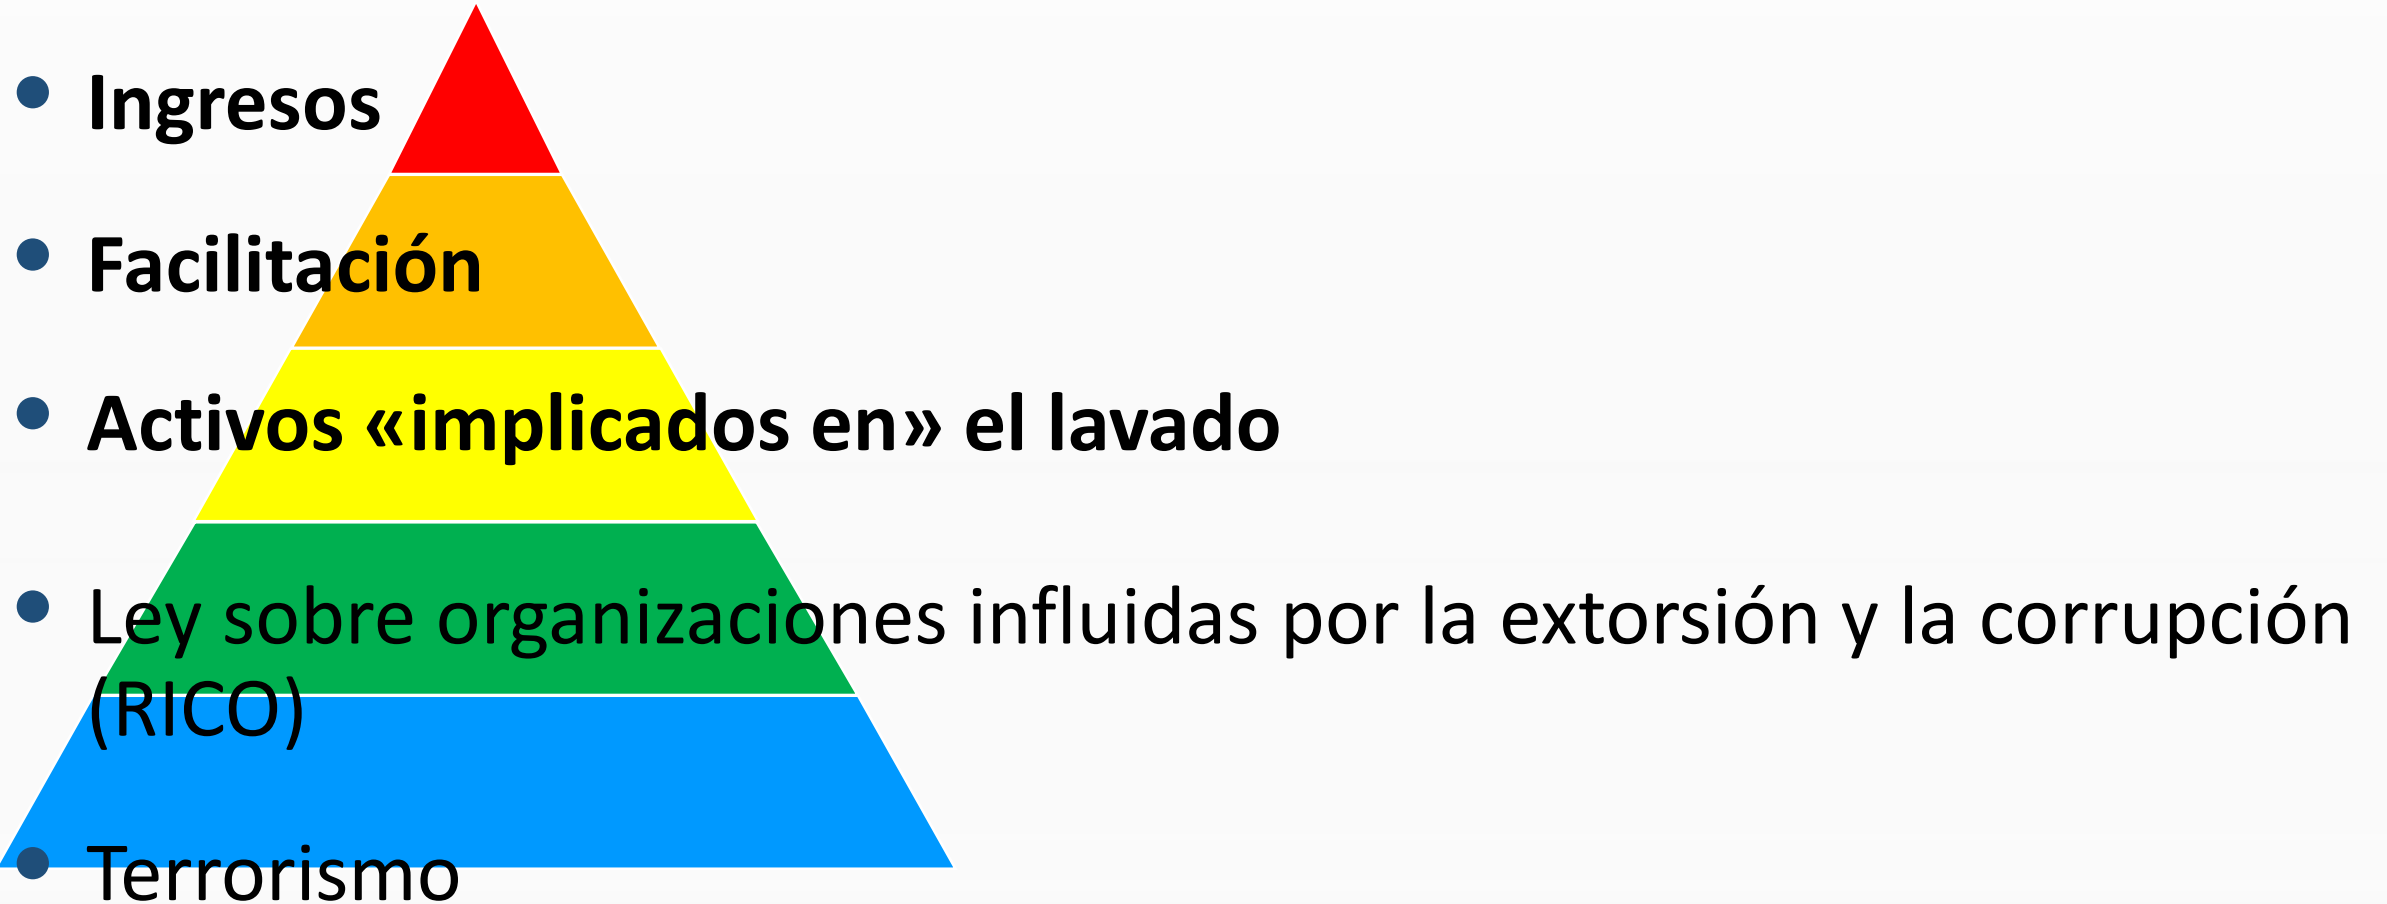 • Ingresos
• Facilitación
• Activos «implicados en» el lavado
• Ley sobre organizaciones influidas por la extorsión y la corrupción
(RICO)
• Terrorismo